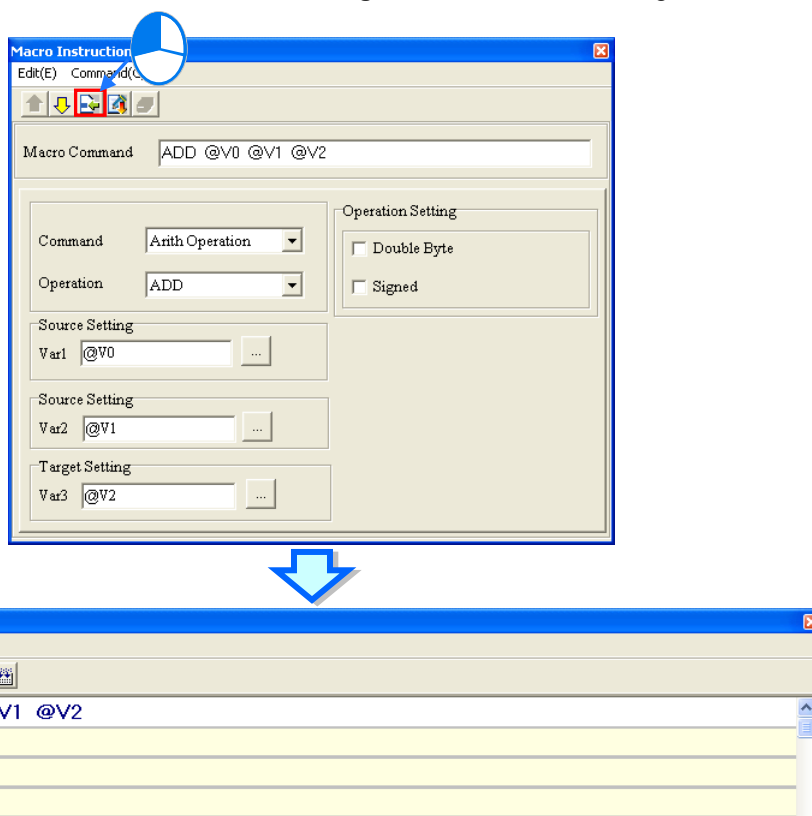 Macro Instruction
Edit(E) Command(C
Macro Command ADD @V0 @V1 @V2
Operation Setting
Command Arith Operation Double Byte
Operation ADD Signed
Source Setting
Var1 @V0 ...
Source Setting
Var2 @V1 ...
Target Setting
Var3 @V2 ...
V1 @V2